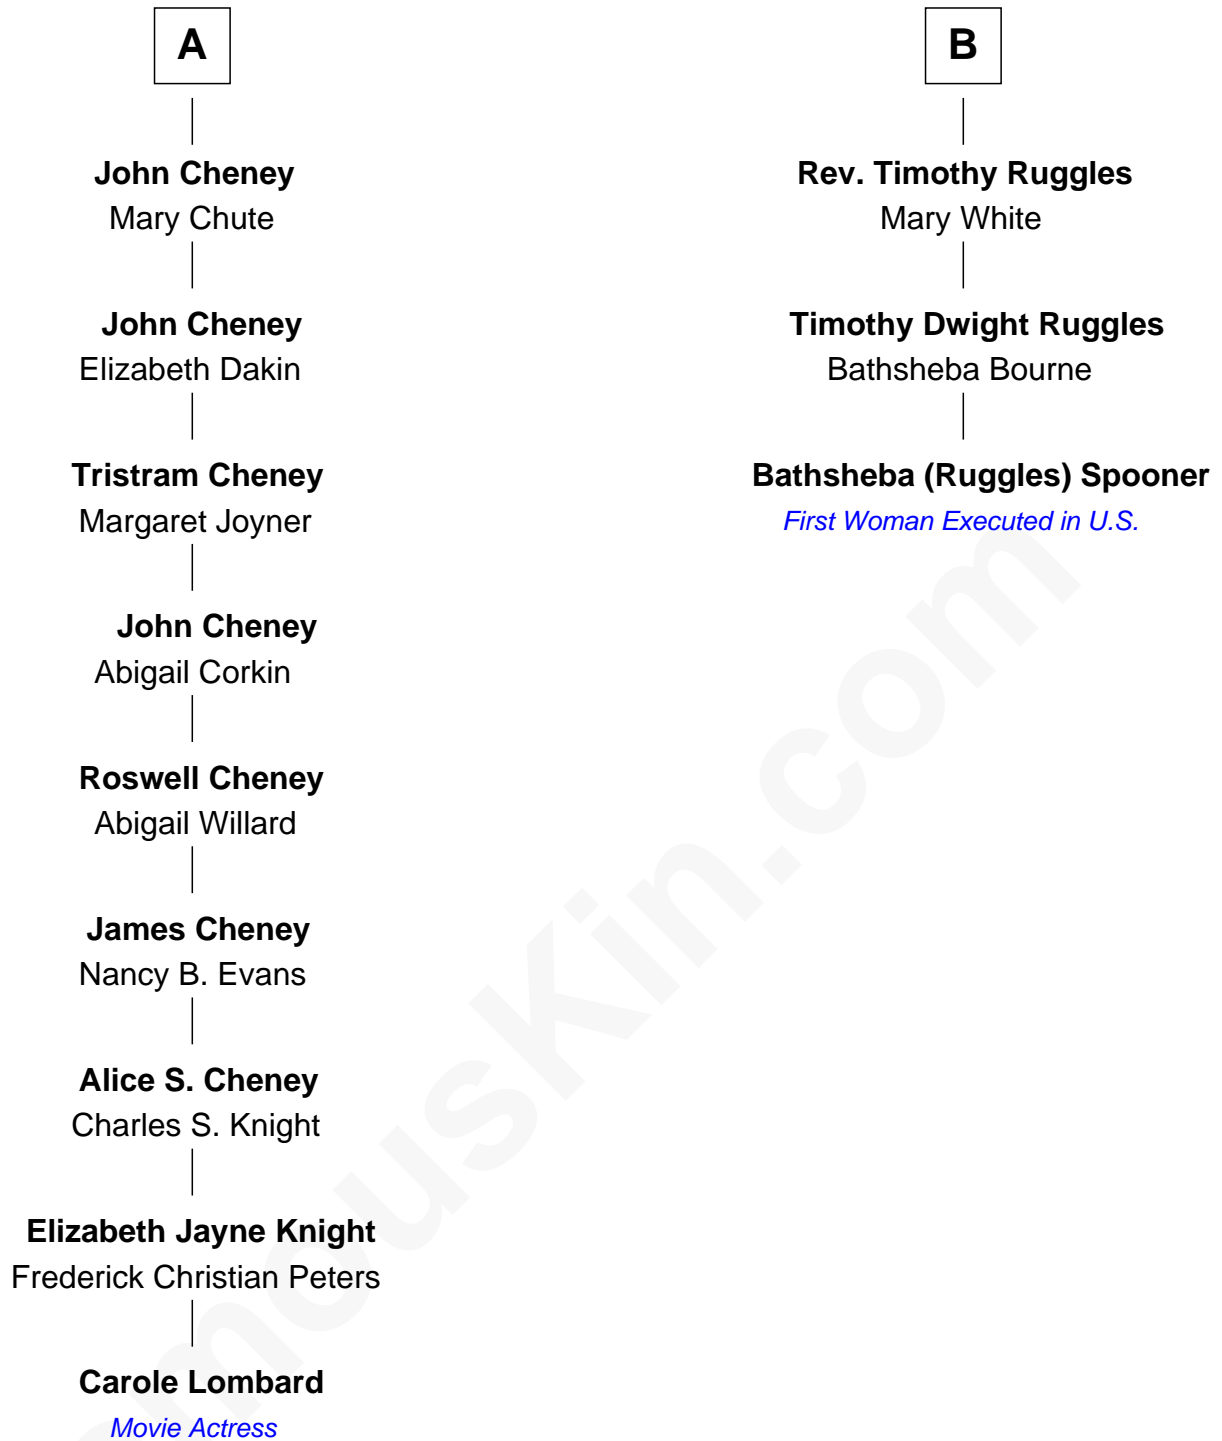 A
John Cheney
Mary Chute
John Cheney
Elizabeth Dakin
Tristram Cheney
Margaret Joyner
John Cheney
Abigail Corkin
Roswell Cheney
Abigail Willard
James Cheney
Nancy B. Evans
Alice S. Cheney
Charles S. Knight
Elizabeth Jayne Knight
Frederick Christian Peters
Carole Lombard
Movie Actress
B
Rev. Timothy Ruggles
Mary White
Timothy Dwight Ruggles
Bathsheba Bourne
Bathsheba (Ruggles) Spooner
First Woman Executed in U.S.
mouskin.com